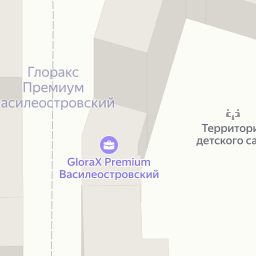 Глоракс
Премиум
Василеостровский
GloraX Premium
Василеостровский
Территори
детского са